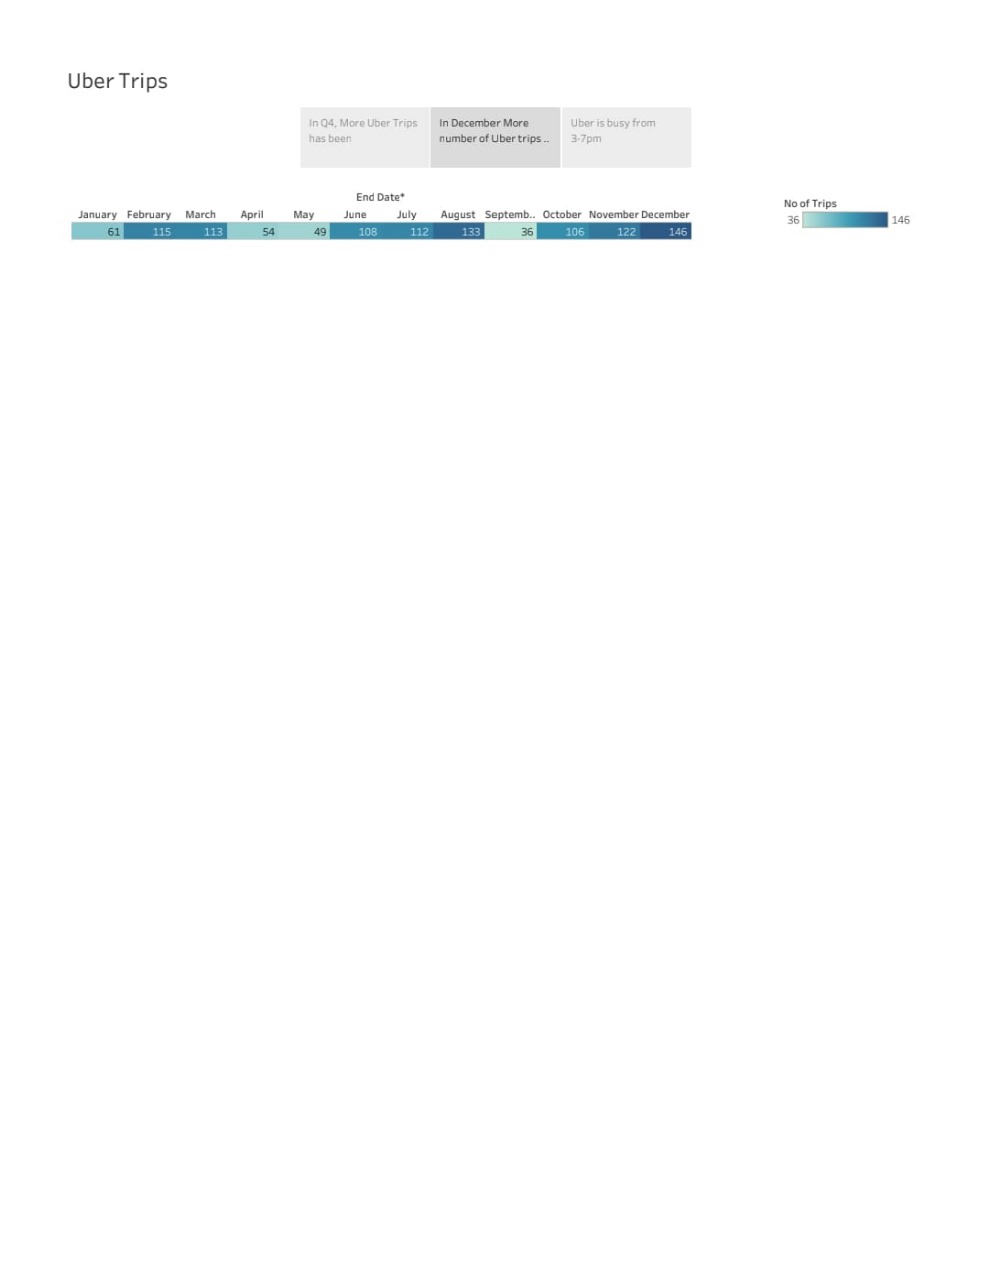 Uber Trips
In Q4, More Uber Trips
has been
In December More
number of Uber trips ..
Uber is busy from
3-7pm
End Date*
January February March April May June July August Septemb.. October November December
61 115 113 54 49 108 112 133 36 106 122 146
No of Trips
36 146